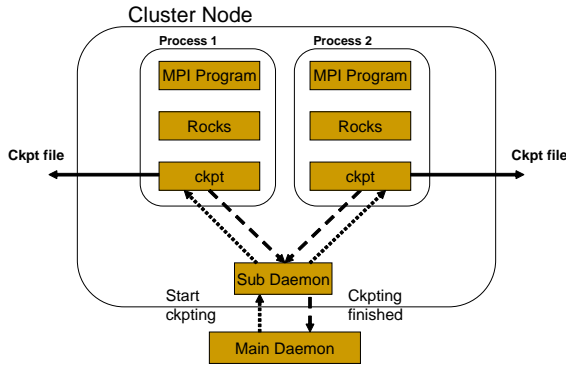 Cluster Node
Process 1
Process 2
MPI Program
MPI Program
Rocks
Rocks
Ckpt file
Ckpt file
ckpt
ckpt
Sub Daemon
Start
ckpting
Ckpting
finished
Main Daemon